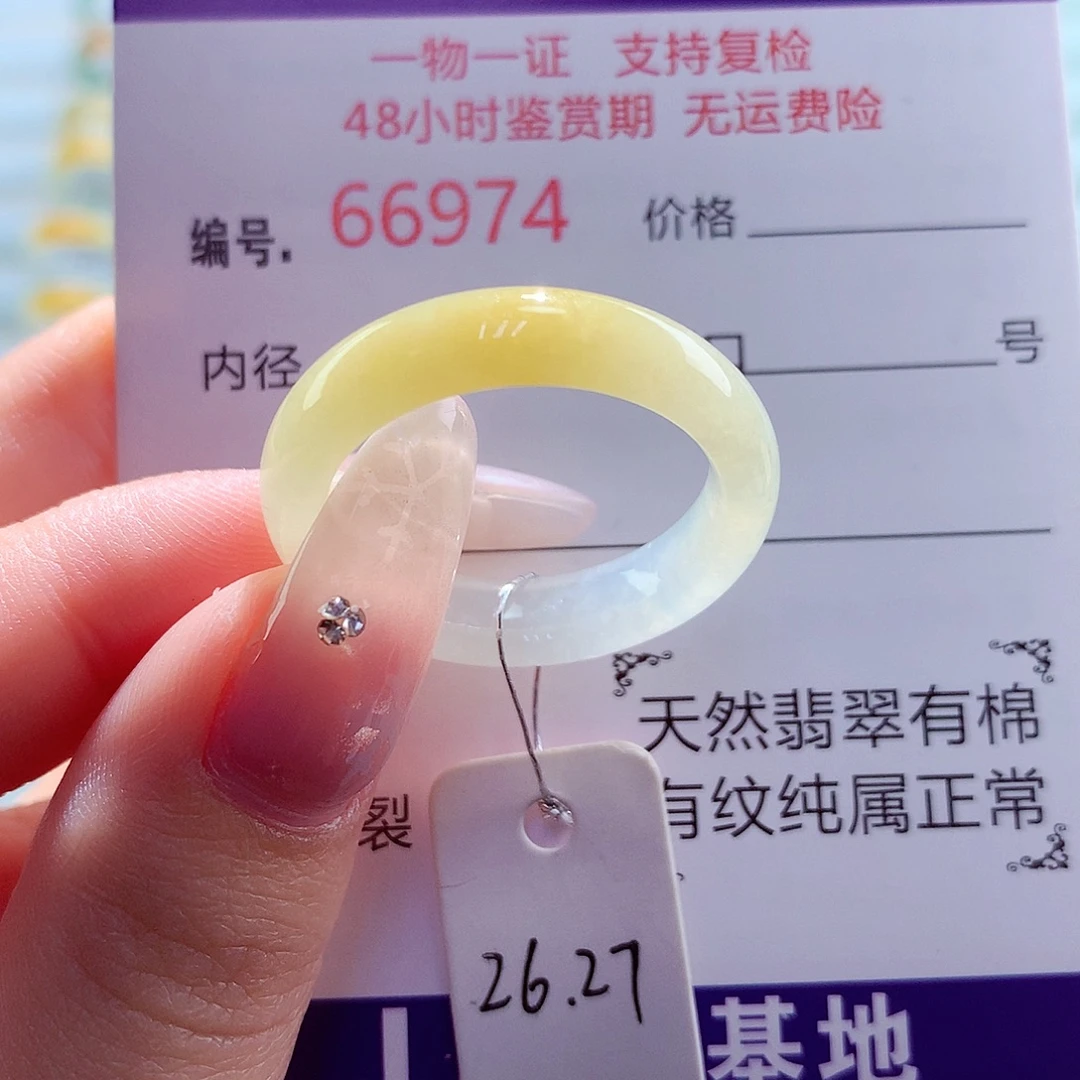 一物一证 支持复检
48小时鉴赏期 无运费险
编号. 66974 价格
内径 口 号
天然翡翠有棉
裂 有纹纯属正常
26.27
基地